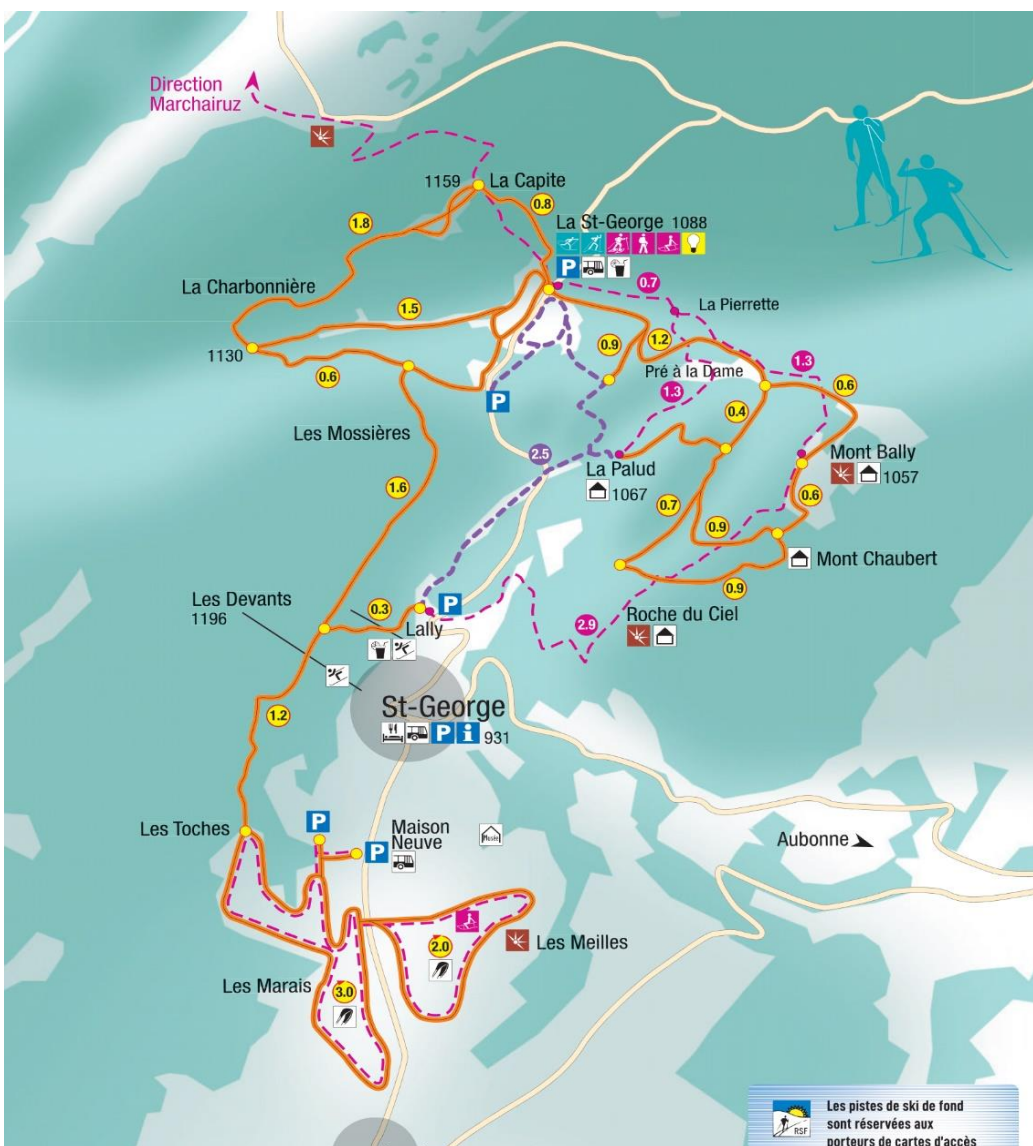 Direction
Marchairuz
1159
La Capite
0.8
1.8
La St-George 1088
P
0.7
La Charbonnière
La Pierrette
1.5
1.2
0.9
1130
1.3
Pré à la Dame
0.6
0.6
1.3
P
0.4
Les Mossières
2.5
La Palud
1067
Mont Bally
1057
1.6
0.7
0.6
0.9
Mont Chaubert
0.9
Les Devants
1196
0.3
P
Lally
Roche du Ciel
2.9
St-George
P i 931
1.2
P
Les Toches
Maison
Neuve
P
Musée
Aubonne
2.0
Les Meilles
Les Marais
3.0
RSF
Les pistes de ski de fond
sont réservées aux
porteurs de cartes d'accès